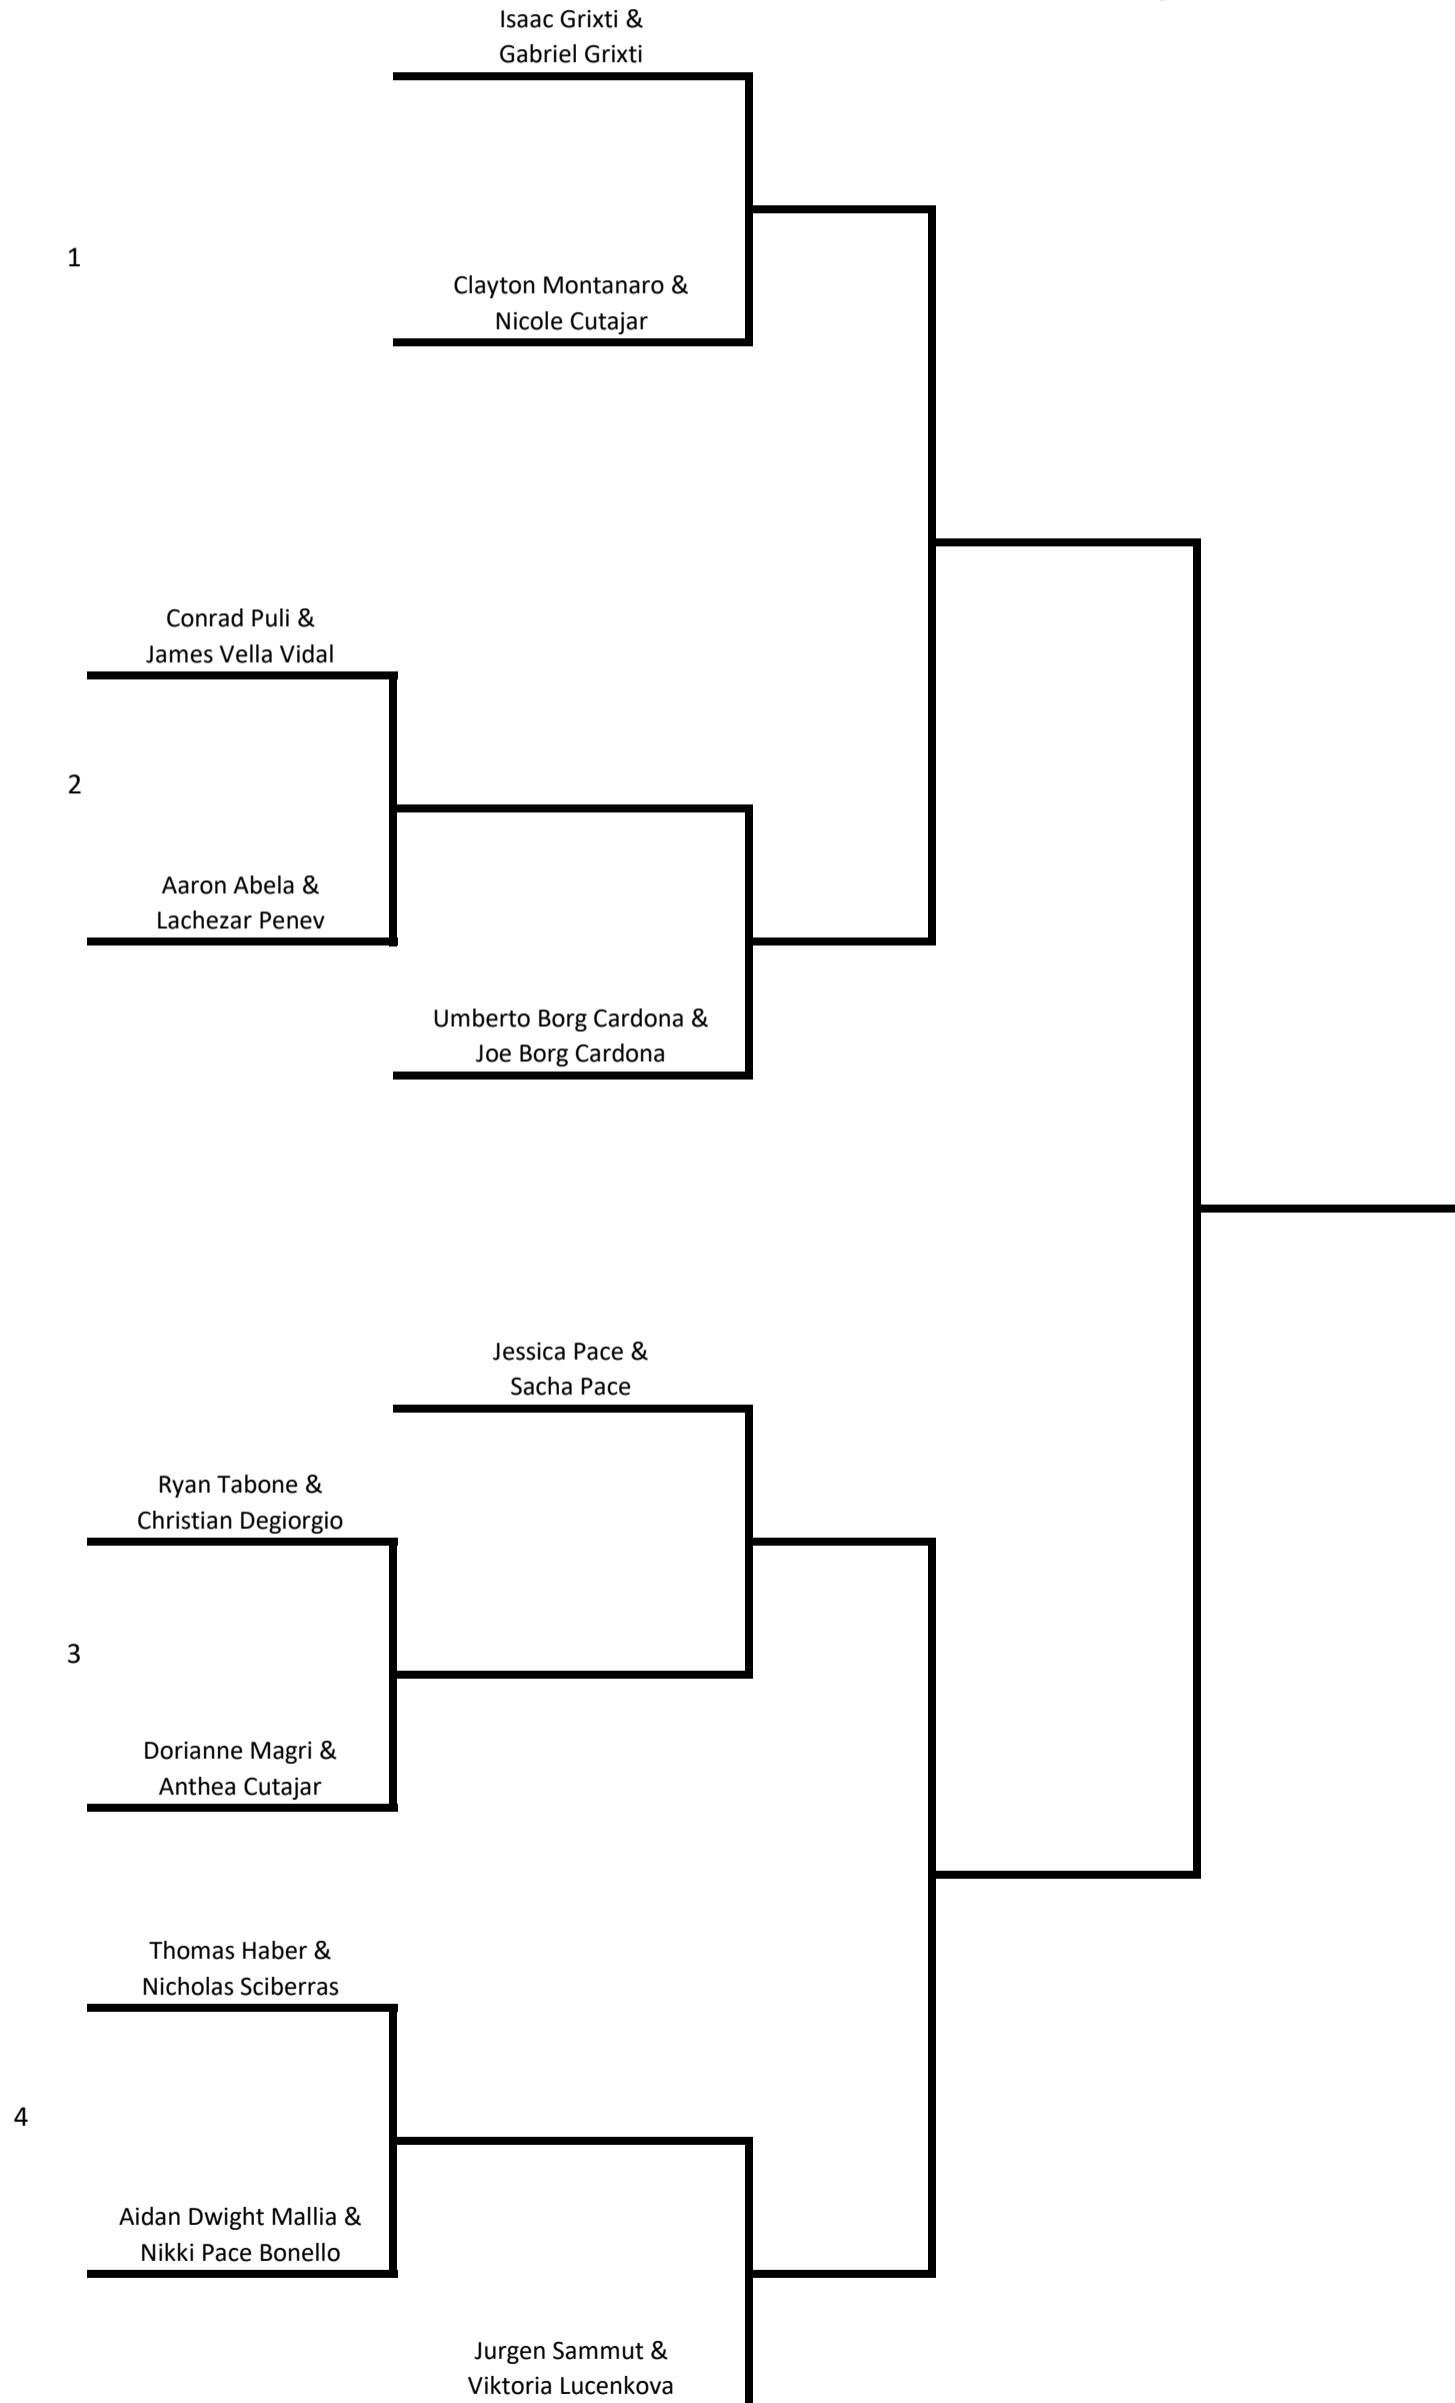 Isaac Grixti &
Gabriel Grixti
1
Clayton Montanaro &
Nicole Cutajar
Conrad Puli &
James Vella Vidal
2
Aaron Abela &
Lachezar Penev
Umberto Borg Cardona &
Joe Borg Cardona
Jessica Pace &
Sacha Pace
Ryan Tabone &
Christian Degiorgio
3
Dorianne Magri &
Anthea Cutajar
Thomas Haber &
Nicholas Sciberras
4
Aidan Dwight Mallia &
Nikki Pace Bonello
Jurgen Sammut &
Viktoria Lucenkova